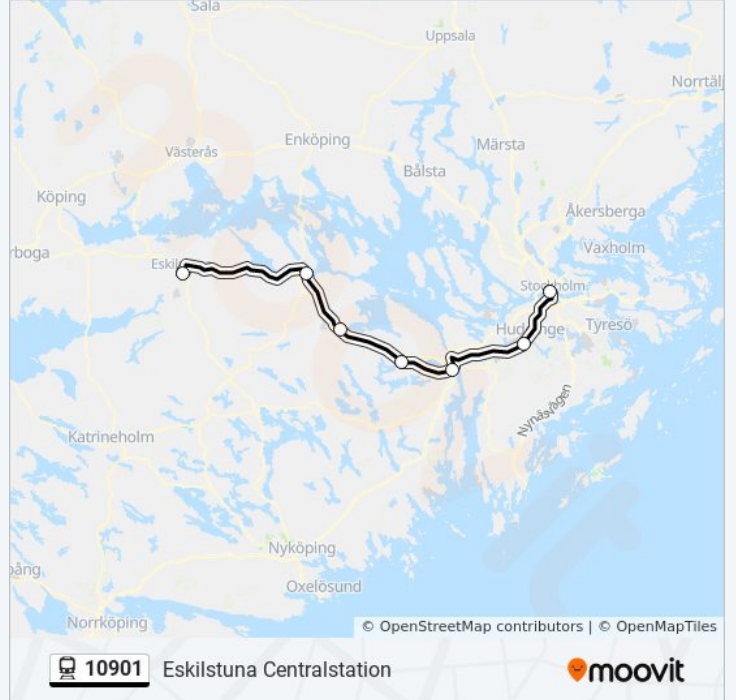 Sala
Uppsala
Norrtälj
Enköping
Västerås
Märsta
Bålsta
Köping
Åkersberga
rboga
Vaxholm
Eskil
Stockholm
Huddinge
Tyresö
Nynäsvägen
Katrineholm
Nyköping
Oxelösund
Norrköping
© OpenStreetMap contributors | © OpenMapTiles
10901 Eskilstuna Centralstation moovit